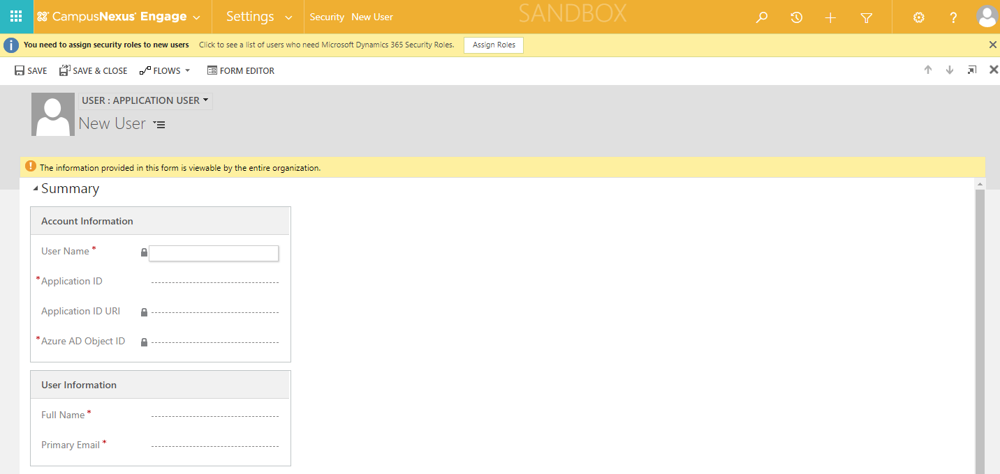 CampusNexus® Engage Settings Security New User SANDBOX ?
You need to assign security roles to new users Click to see a list of users who need Microsoft Dynamics 365 Security Roles. Assign Roles
SAVE SAVE & CLOSE FLOWS FORM EDITOR
USER : APPLICATION USER
New User
The information provided in this form is viewable by the entire organization.
Summary
Account Information
User Name *
* Application ID
Application ID URI
* Azure AD Object ID
User Information
Full Name *
Primary Email *